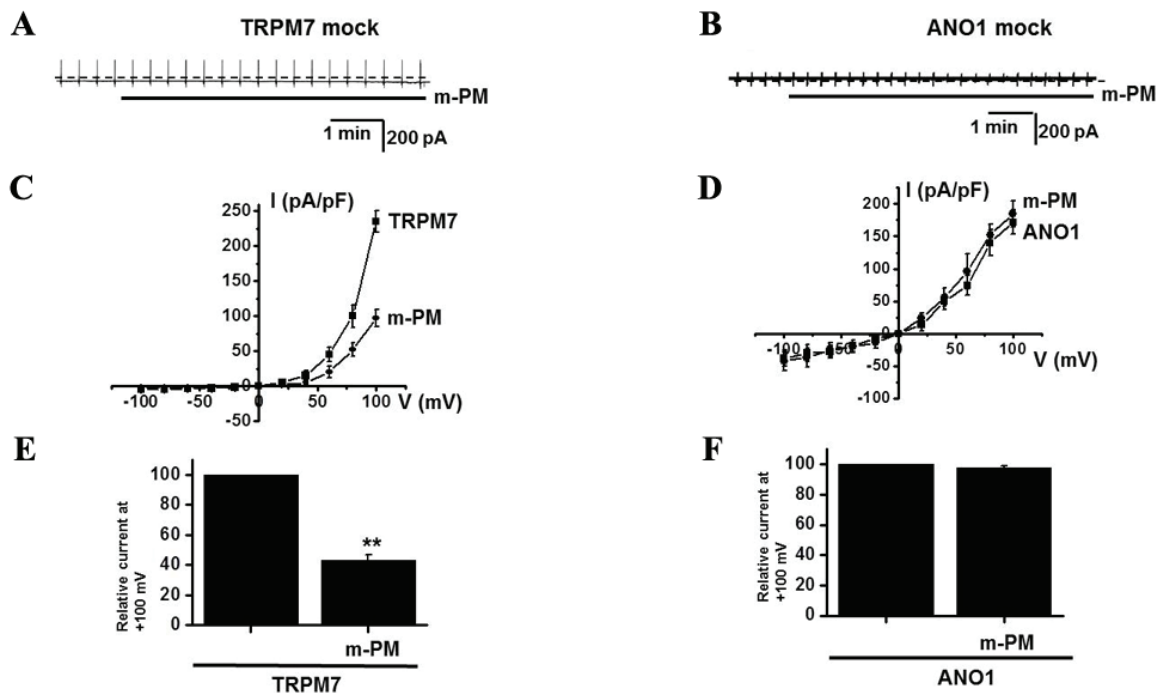 A
TRPM7 mock
m-PM
1 min
200 pA
B
ANO1 mock
m-PM
1 min
200 pA
C
I (pA/pF)
250
200
150
100
50
-50
-100
-50
0
50
100
V (mV)
TRPM7
m-PM
D
I (pA/pF)
200
150
100
50
-50
-100
-100
-50
0
50
100
V (mV)
m-PM
ANO1
E
Relative current at
+100 mV
100
80
60
40
20
0
**
m-PM
TRPM7
F
Relative current at
+100 mV
100
80
60
40
20
0
m-PM
ANO1